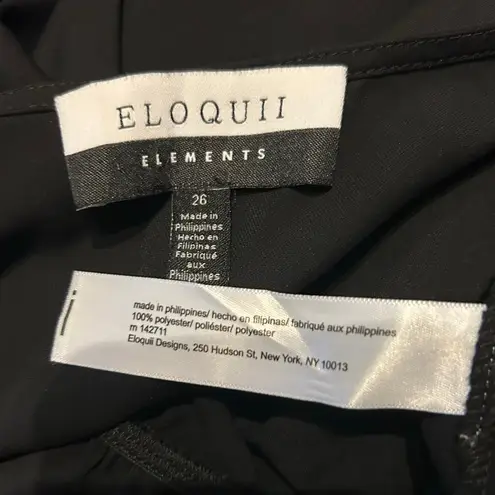 ELOQUII
ELEMENTS
26
Made in
Philippines
Hecho en
Filipinas
Fabriqué
aux
Philippines
made in philippines/ hecho en filipinas/ fabriqué aux philippines
100% polyester/ poliéster/ polyester
m 142711
Eloquii Designs, 250 Hudson St, New York, NY 10013
i